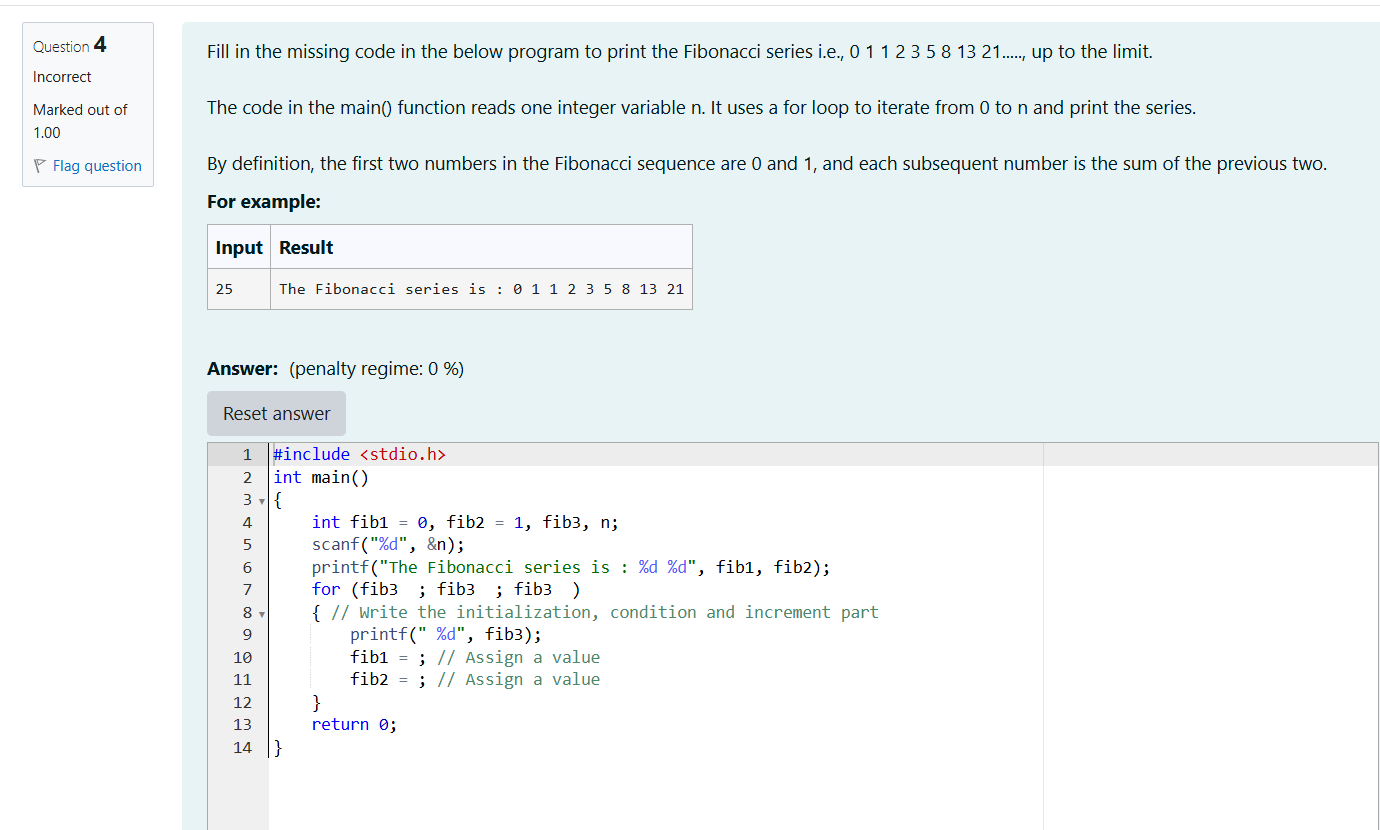 Question 4
Incorrect
Marked out of
1.00
Flag question
Fill in the missing code in the below program to print the Fibonacci series i.e., 0 1 1 2 3 5 8 13 21....., up to the limit.
The code in the main() function reads one integer variable n. It uses a for loop to iterate from 0 to n and print the series.
By definition, the first two numbers in the Fibonacci sequence are 0 and 1, and each subsequent number is the sum of the previous two.
For example:
Input Result
25 The Fibonacci series is : 0 1 1 2 3 5 8 13 21
Answer: (penalty regime: 0 %)
Reset answer
1 #include <stdio.h>
2 int main()
3 {
4 int fib1 = 0, fib2 = 1, fib3, n;
5 scanf("%d", &n);
6 printf("The Fibonacci series is : %d %d", fib1, fib2);
7 for (fib3  ; fib3  ; fib3  )
8 { // Write the initialization, condition and increment part
9 printf(" %d", fib3);
10 fib1 = ; // Assign a value
11 fib2 = ; // Assign a value
12 }
13 return 0;
14 }